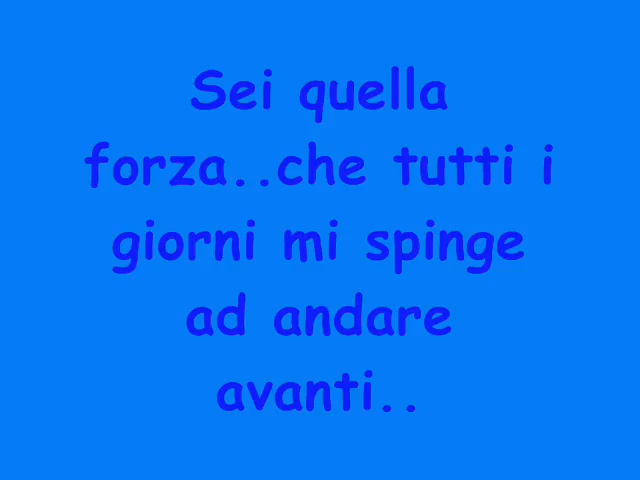 Sei quella
forza..che tutti i
giorni mi spinge
ad andare
avanti..